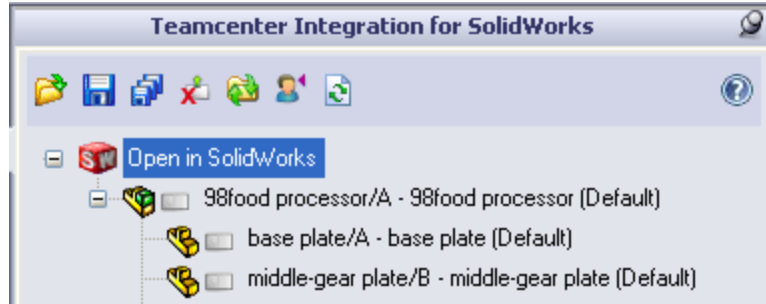 Teamcenter Integration for SolidWorks
Open in SolidWorks
98food processor/A - 98food processor (Default)
base plate/A - base plate (Default)
middle-gear plate/B - middle-gear plate (Default)